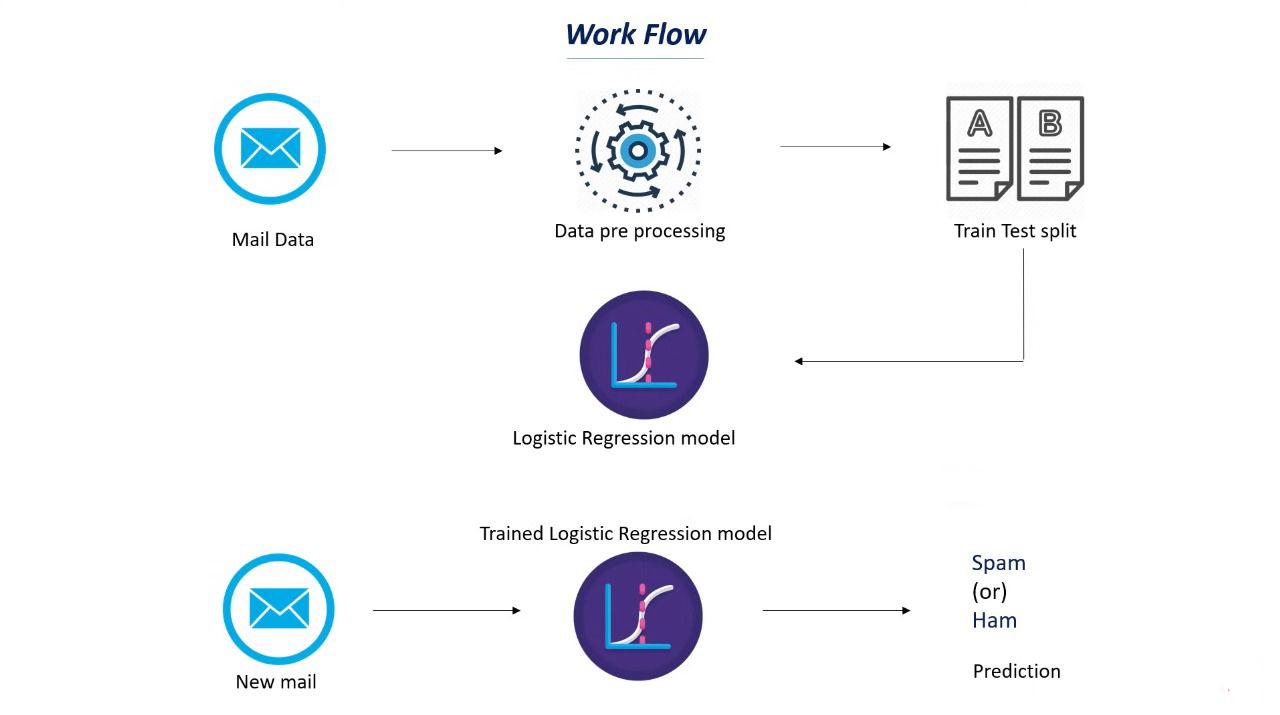 Work Flow
A B
Mail Data
Data pre processing
Train Test split
Logistic Regression model
Trained Logistic Regression model
New mail
Spam
(or)
Ham
Prediction